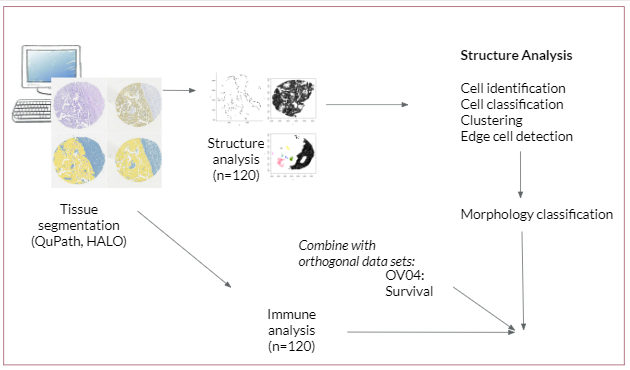 Structure Analysis
Cell identification
Cell classification
Clustering
Edge cell detection
Structure
analysis
(n=120)
Tissue
segmentation
(QuPath, HALO)
Morphology classification
Combine with
orthogonal data sets:
OV04:
Survival
Immune
analysis
(n=120)